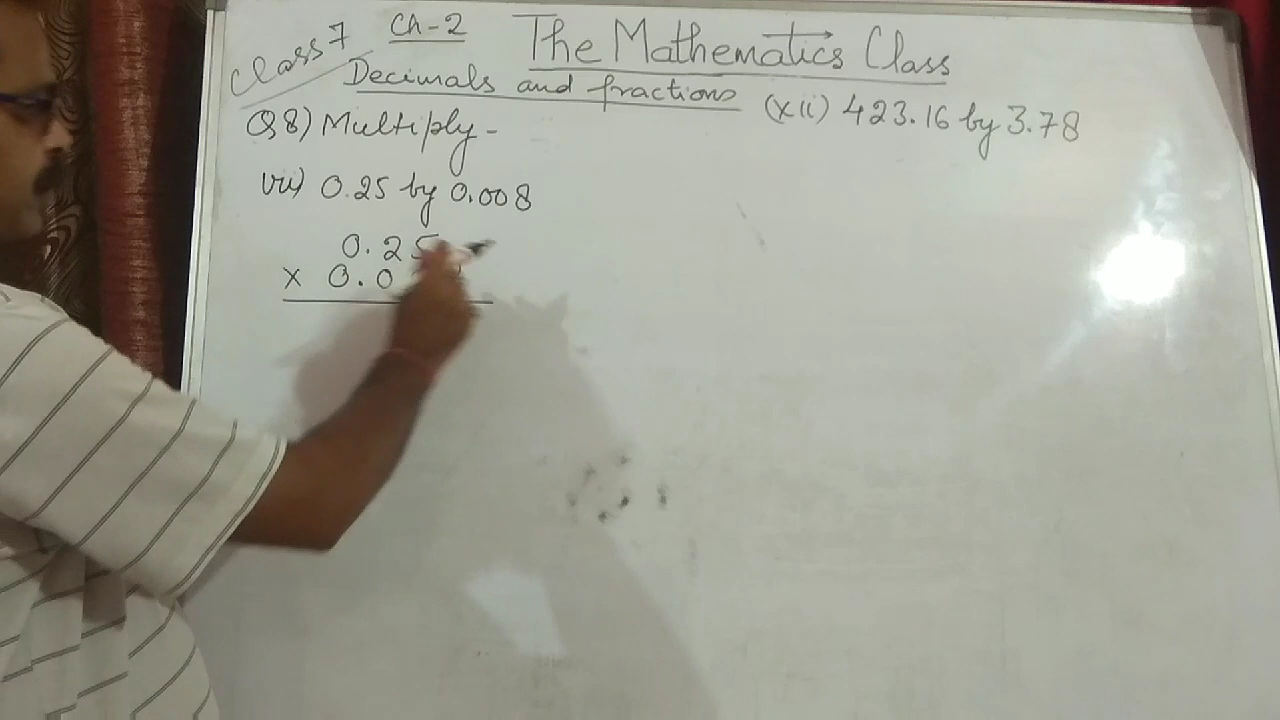 Class 7 Ch-2 The Mathematics Class
Decimals and fractions
Q8) Multiply-
(xii) 423.16 by 3.78
vii) 0.25 by 0.008
0.25
x 0.0